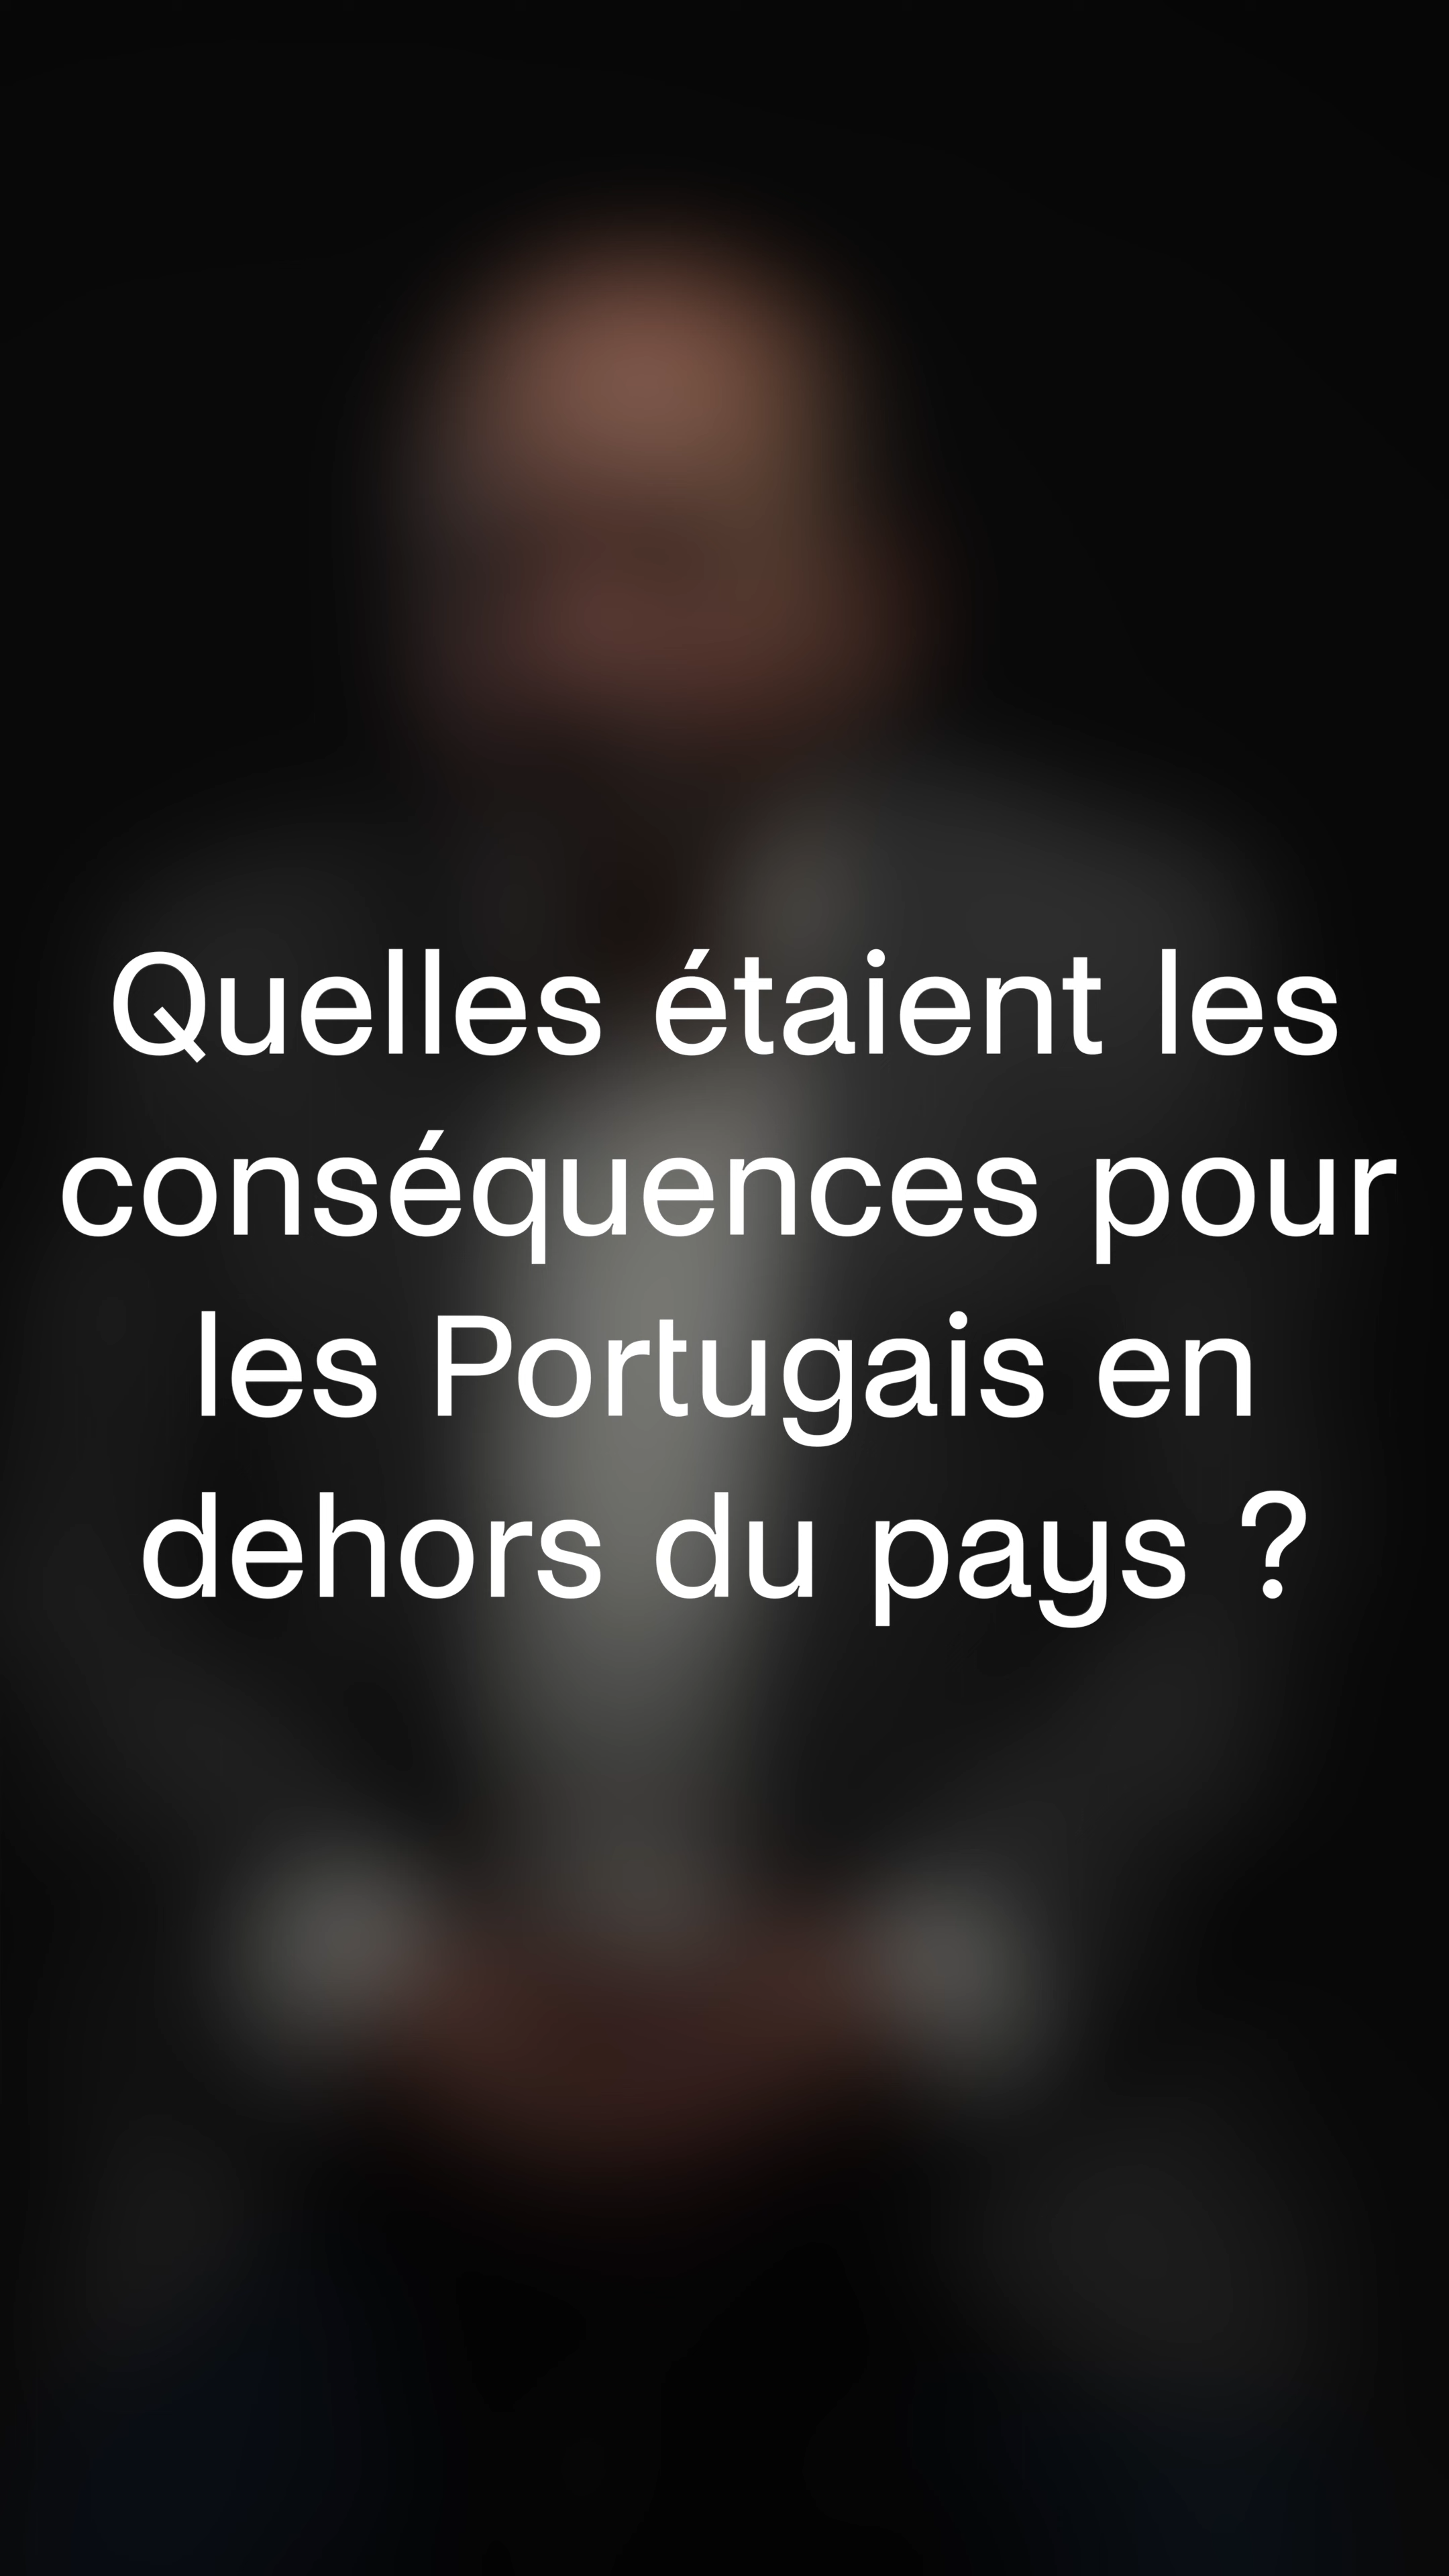 Quelles étaient les
conséquences pour
les Portugais en
dehors du pays ?